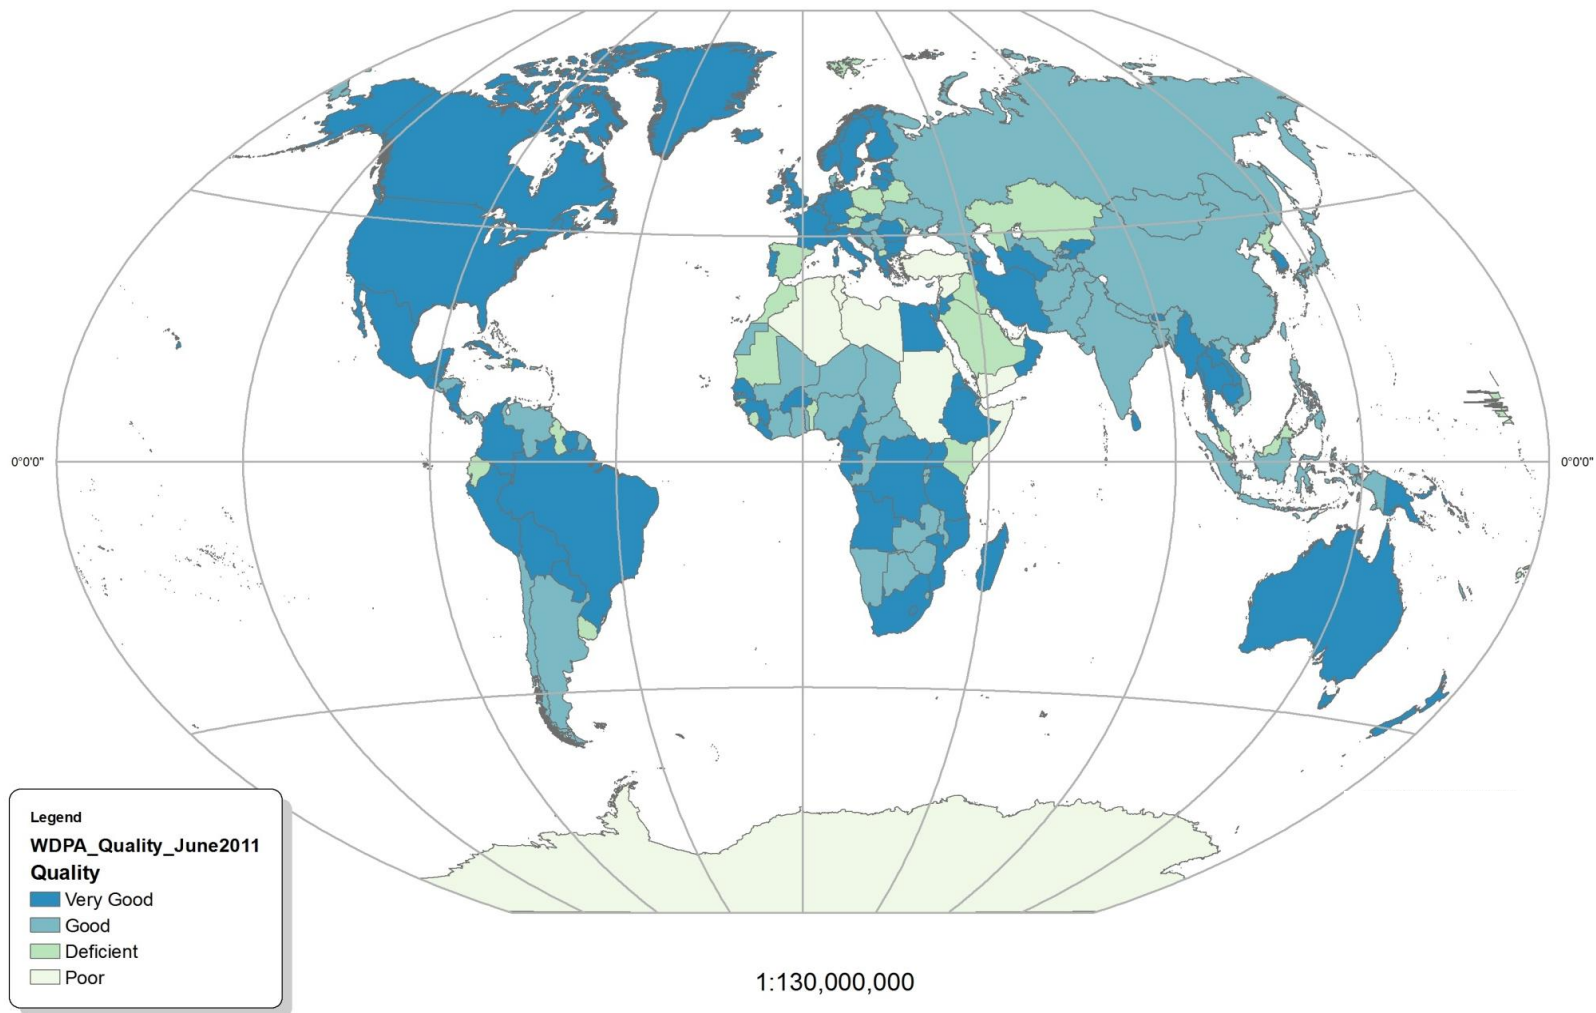 0°0'0"
0°0'0"
Legend
WDPA_Quality_June2011
Quality
Very Good
Good
Deficient
Poor
1:130,000,000